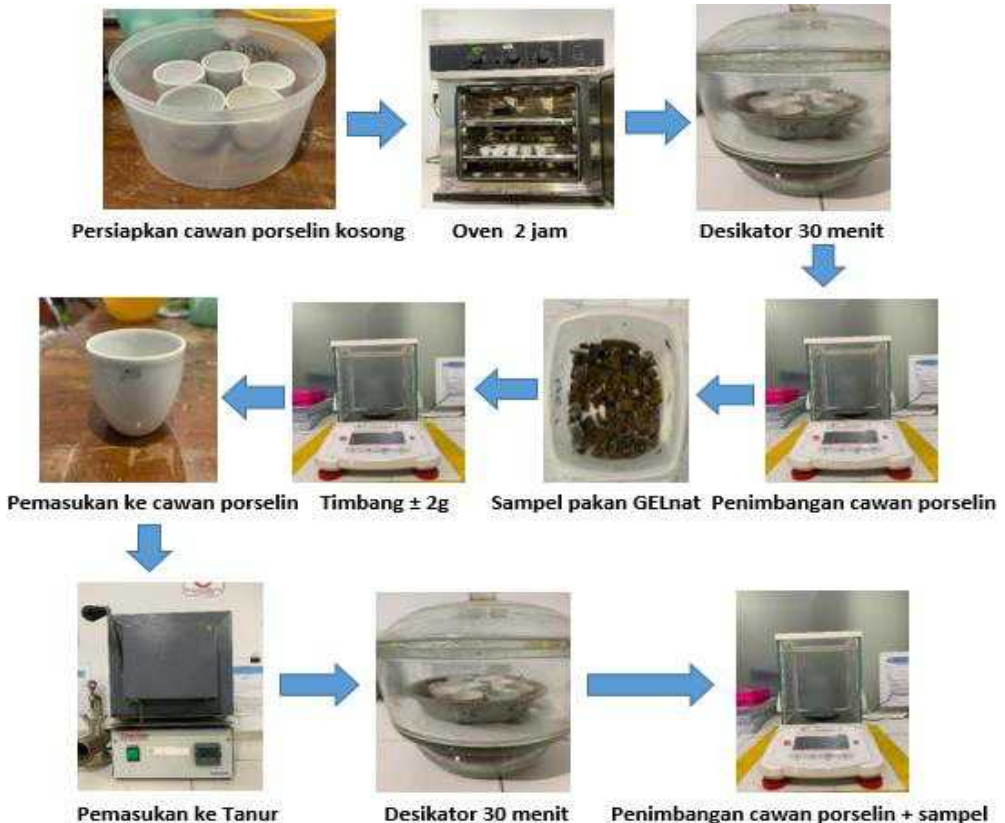 Persiapkan cawan porselin kosong
Oven 2 jam
Desikator 30 menit
Pemasukan ke cawan porselin
Timbang ± 2g
Sampel pakan GELnat
Penimbangan cawan porselin
Pemasukan ke Tanur
Desikator 30 menit
Penimbangan cawan porselin + sampel